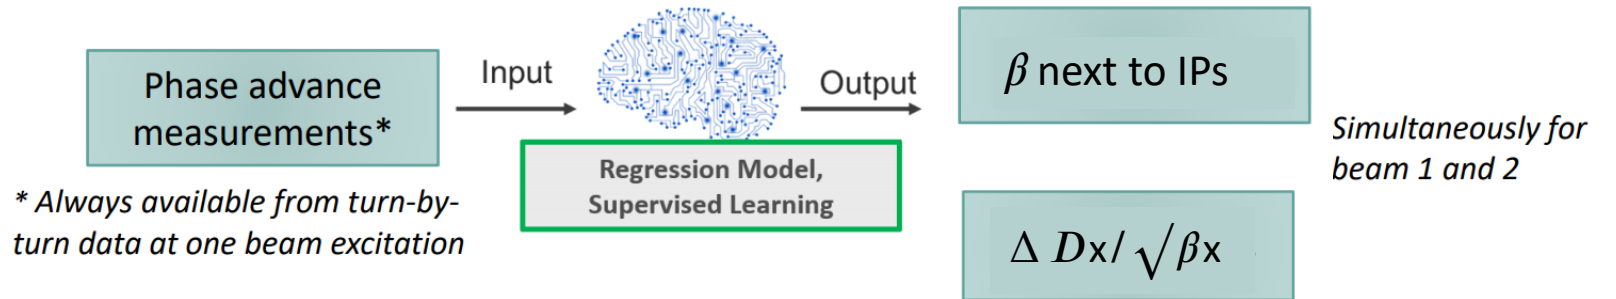 Phase advance
measurements*
* Always available from turn-by-
turn data at one beam excitation
Input
Regression Model,
Supervised Learning
Output
β next to IPs
Δ Dx/ √βx
Simultaneously for
beam 1 and 2